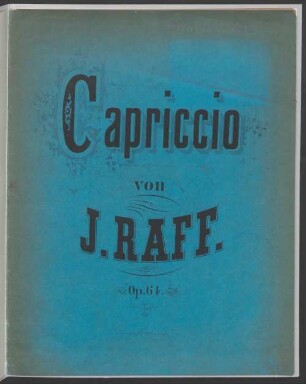 Capriccio
von
J. RAFF.
Op. 64.